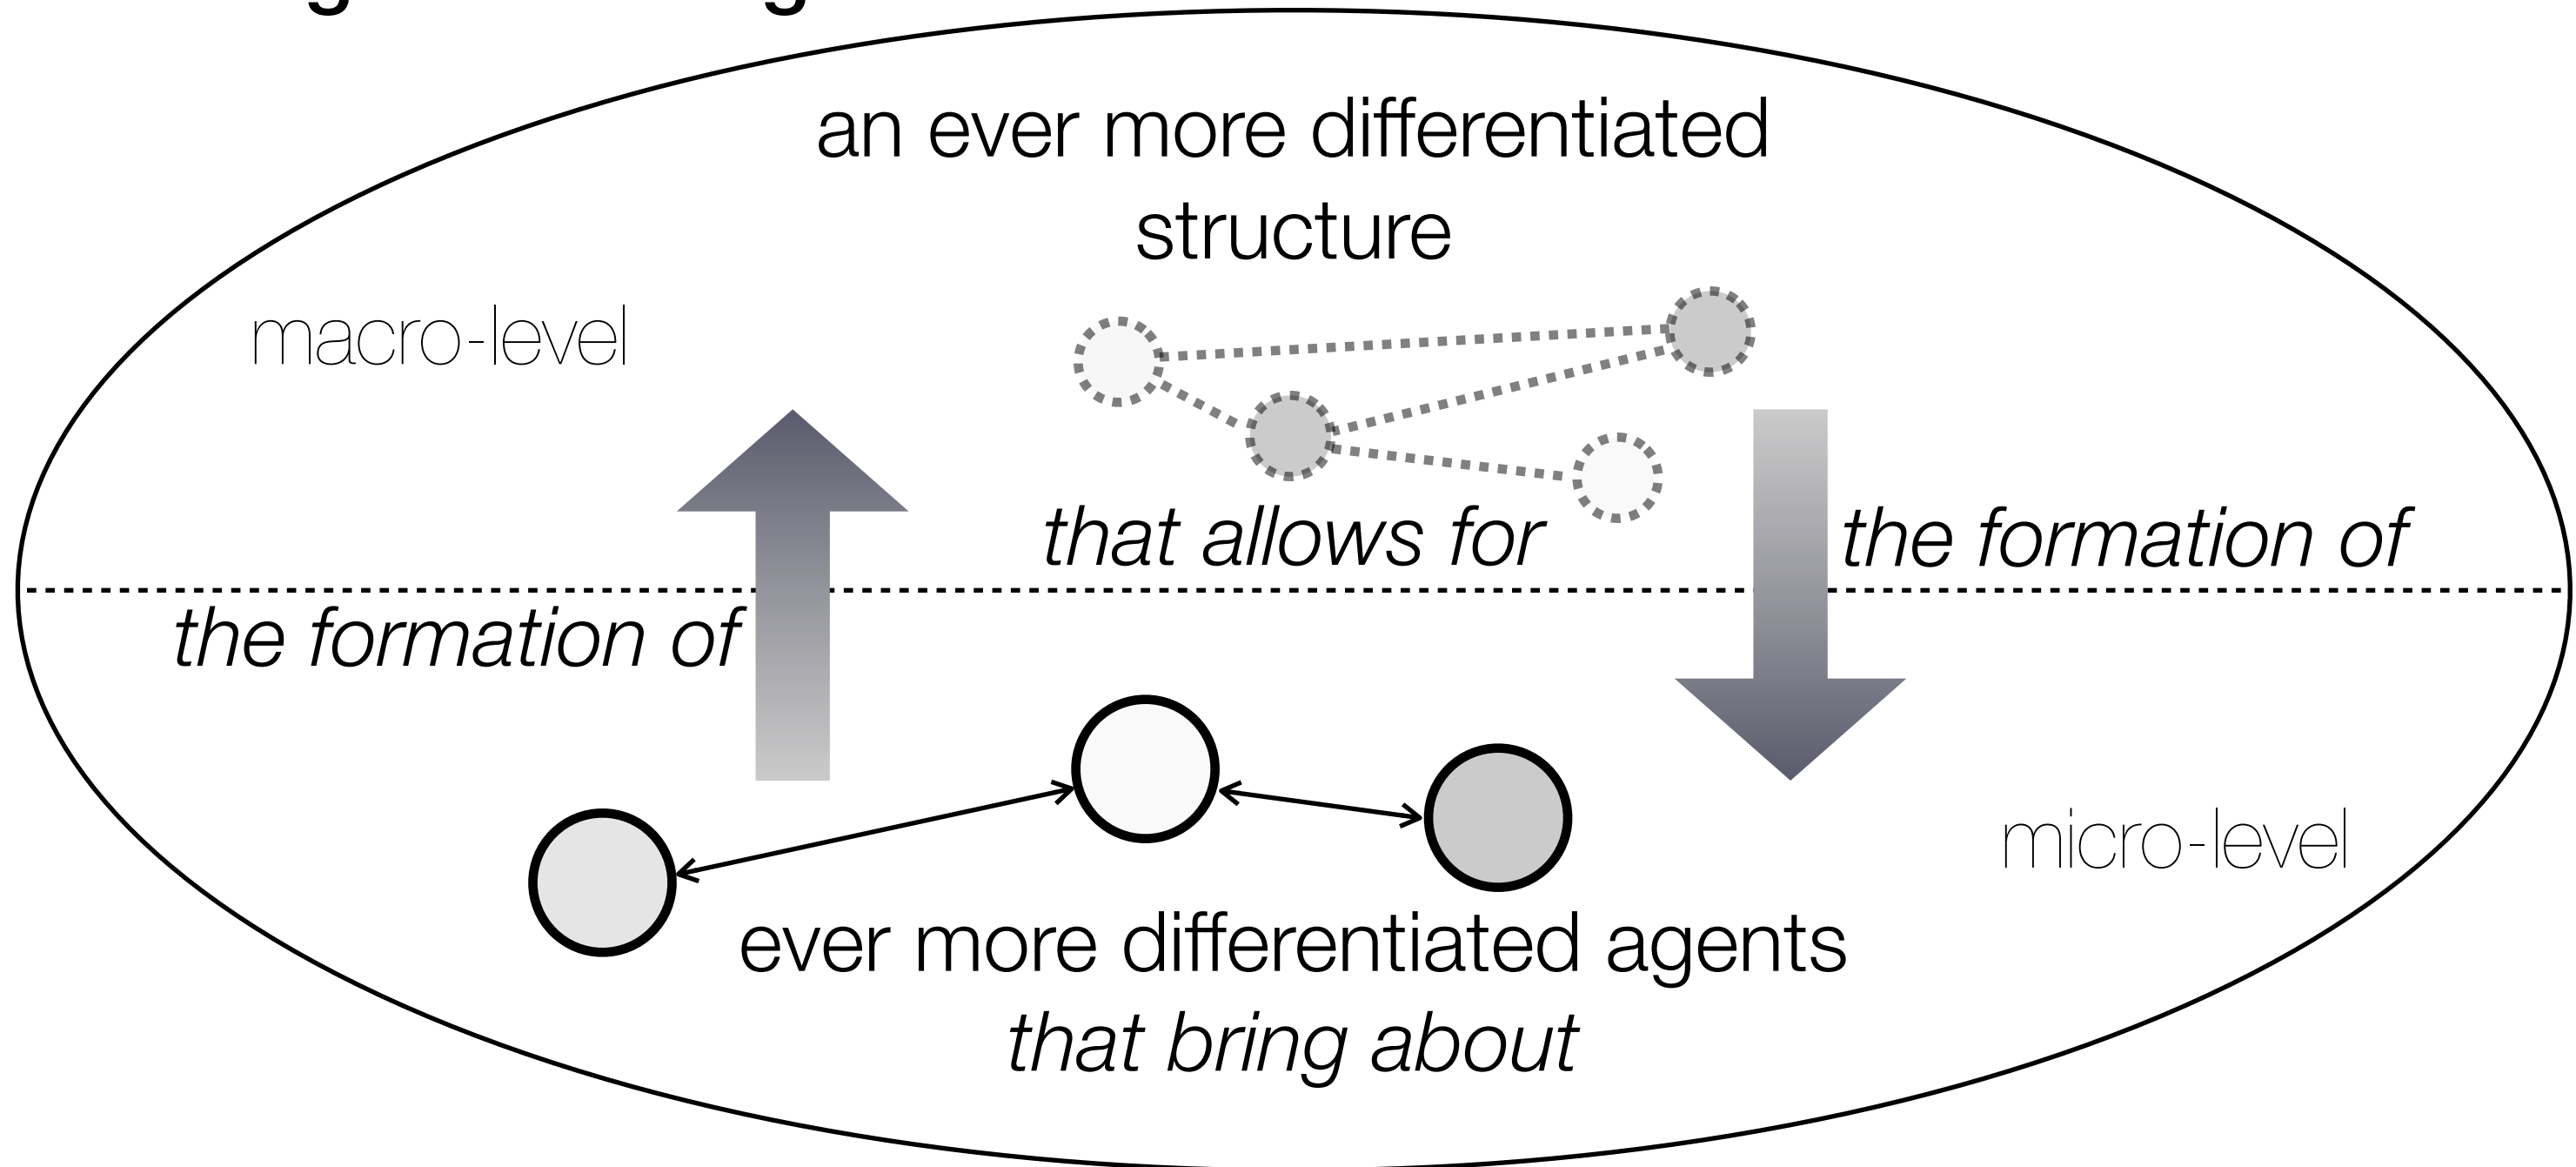 an ever more differentiated
structure
macro-level
that allows for
the formation of
the formation of
micro-level
ever more differentiated agents
that bring about